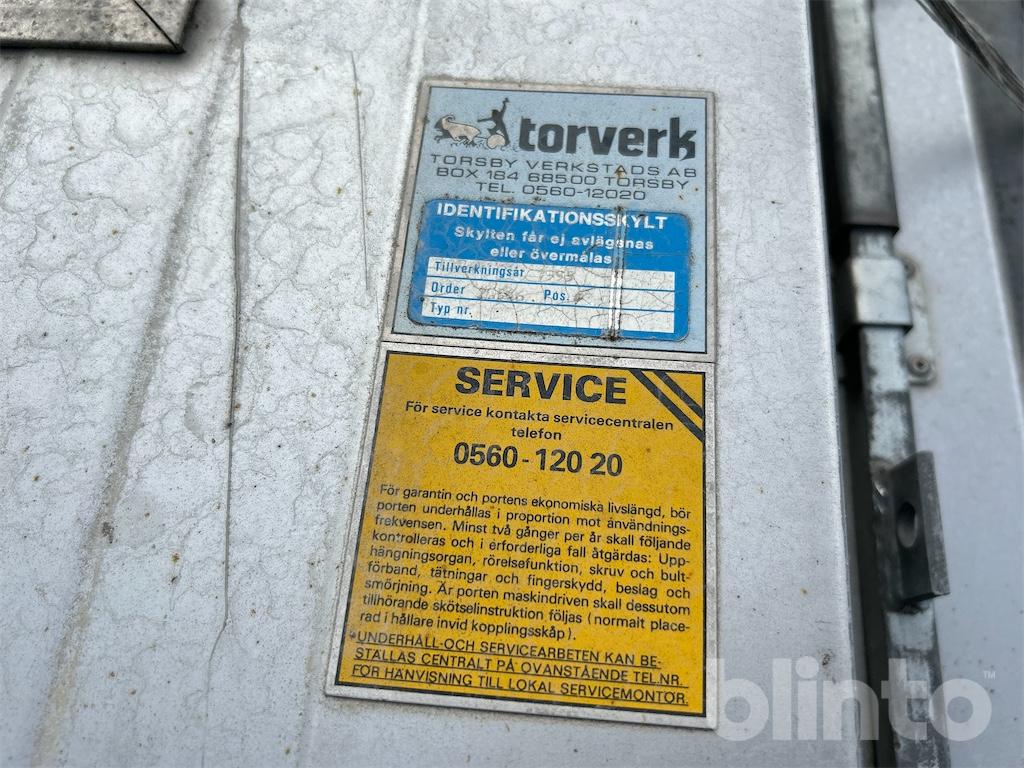 torverk
TORSBY VERKSTADS AB
BOX 184 68500 TORSBY
TEL. 0560-12020
IDENTIFIKATIONSSKYLT
Skylten får ej avlägsnas
eller övermålas
Tillverkningsår
Order Pos.
Typ nr.
SERVICE
För service kontakta servicecentralen
telefon
0560-120 20
För garantin och portens ekonomiska livslängd, bör
porten underhållas i proportion mot användnings-
frekvensen. Minst två gånger per år skall följande
kontrolleras och i erforderliga fall åtgärdas: Upp-
hängningsorgan, rörelsefunktion, skruv och bult-
förband, tätningar och fingerskydd, beslag och
smörjning. Är porten maskindriven skall dessutom
tillhörande skötselinstruktion följas (normalt place-
rad i hållare invid kopplingsskåp).
UNDERHÅLL-OCH SERVICEARBETEN KAN BE-
STÄLLAS CENTRALT PÅ OVANSTÅENDE TEL.NR.
FÖR HÄNVISNING TILL LOKAL SERVICEMONTÖR.
blinto™